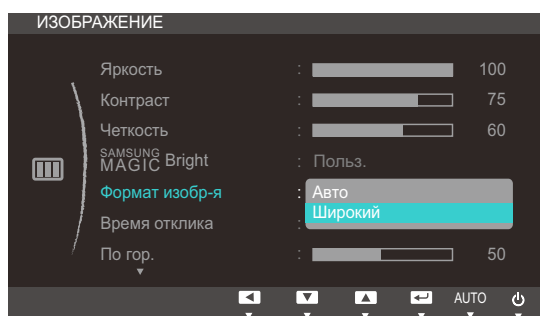 ИЗОБРАЖЕНИЕ
Яркость : 100
Контраст : 75
Четкость : 60
SAMSUNG MAGIC Bright : Польз.
Формат изобр-я : Авто
Широкий
Время отклика :
По гор. : 50
AUTO